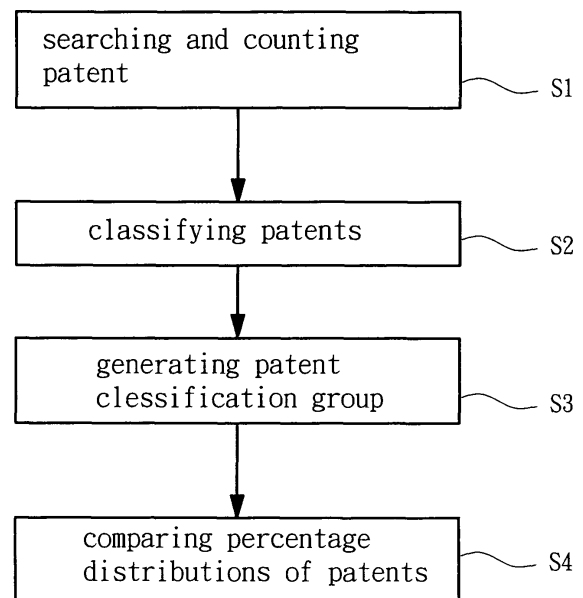 searching and counting
patent
S1
classifying patents
S2
generating patent
clessification group
S3
comparing percentage
distributions of patents
S4